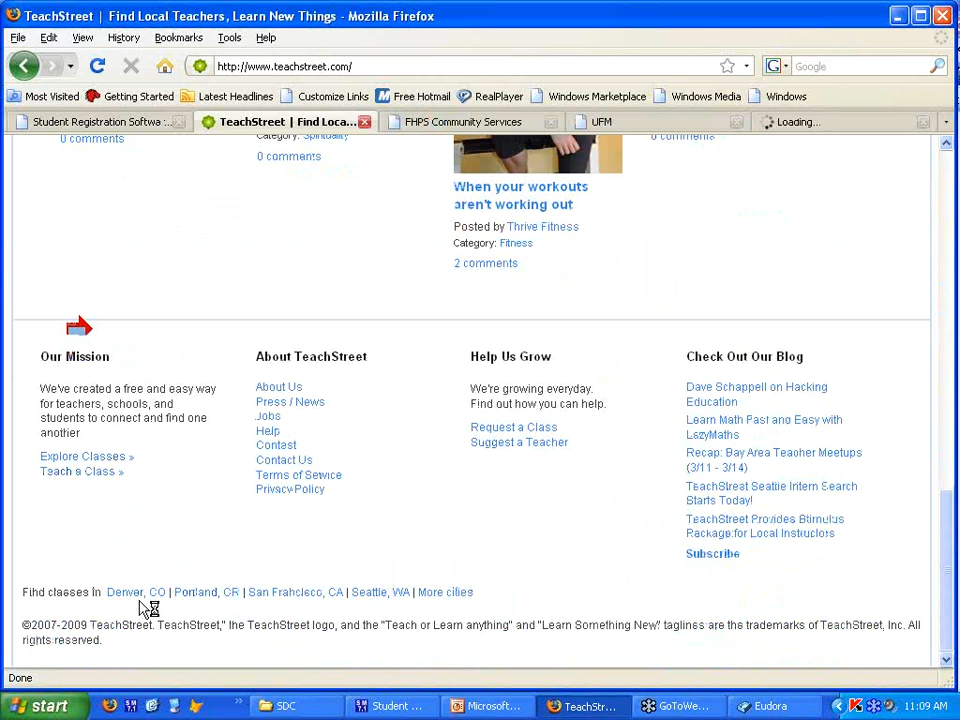 TeachStreet | Find Local Teachers, Learn New Things - Mozilla Firefox
File Edit View History Bookmarks Tools Help
http://www.teachstreet.com/
Google
Most Visited Getting Started Latest Headlines Customize Links Free Hotmail RealPlayer Windows Marketplace Windows Media Windows
Student Registration Softwa... TeachStreet | Find Loca... FHPS Community Services UFM Loading...
0 comments
Category: Spirituality
0 comments
0 comments
When your workouts
aren't working out
Posted by Thrive Fitness
Category: Fitness
2 comments
Our Mission
We've created a free and easy way
for teachers, schools, and
students to connect and find one
another
Explore Classes »
Teach a Class »
About TeachStreet
About Us
Press / News
Jobs
Help
Contest
Contact Us
Terms of Service
Privacy Policy
Help Us Grow
We're growing everyday.
Find out how you can help.
Request a Class
Suggest a Teacher
Check Out Our Blog
Dave Schappell on Hacking
Education
Learn Math Fast and Easy with
LazyMaths
Recap: Bay Area Teacher Meetups
(3/11 - 3/14)
TeachStreet Seattle Intern Search
Starts Today!
TeachStreet Provides Stimulus
Package for Local Instructors
Subscribe
Find classes in Denver, CO | Portland, OR | San Francisco, CA | Seattle, WA | More cities
©2007-2009 TeachStreet. TeachStreet," the TeachStreet logo, and the "Teach or Learn anything" and "Learn Something New" taglines are the trademarks of TeachStreet, Inc. All
rights reserved.
Done
start SDC Student ... Microsoft... TeachStr... GoToWe... Eudora 11:09 AM